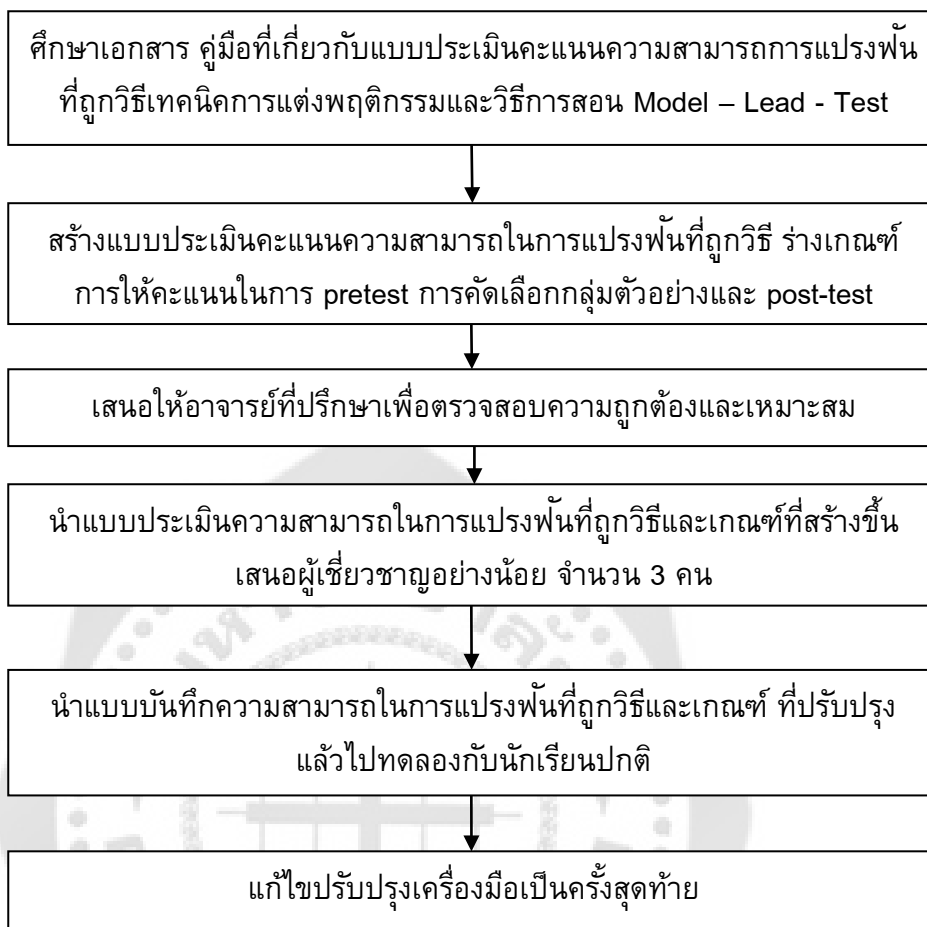 ศึกษาเอกสาร คู่มือที่เกี่ยวกับแบบประเมินคะแนนความสามารถการแปรงฟัน
ที่ถูกวิธีเทคนิคการแต่งพฤติกรรมและวิธีการสอน Model – Lead - Test
สร้างแบบประเมินคะแนนความสามารถในการแปรงฟันที่ถูกวิธี ร่างเกณฑ์
การให้คะแนนในการ pretest การคัดเลือกกลุ่มตัวอย่างและ post-test
เสนอให้อาจารย์ที่ปรึกษาเพื่อตรวจสอบความถูกต้องและเหมาะสม
นำแบบประเมินความสามารถในการแปรงฟันที่ถูกวิธีและเกณฑ์ที่สร้างขึ้น
เสนอผู้เชี่ยวชาญอย่างน้อย จำนวน 3 คน
นำแบบบันทึกความสามารถในการแปรงฟันที่ถูกวิธีและเกณฑ์ ที่ปรับปรุง
แล้วไปทดลองกับนักเรียนปกติ
แก้ไขปรับปรุงเครื่องมือเป็นครั้งสุดท้าย